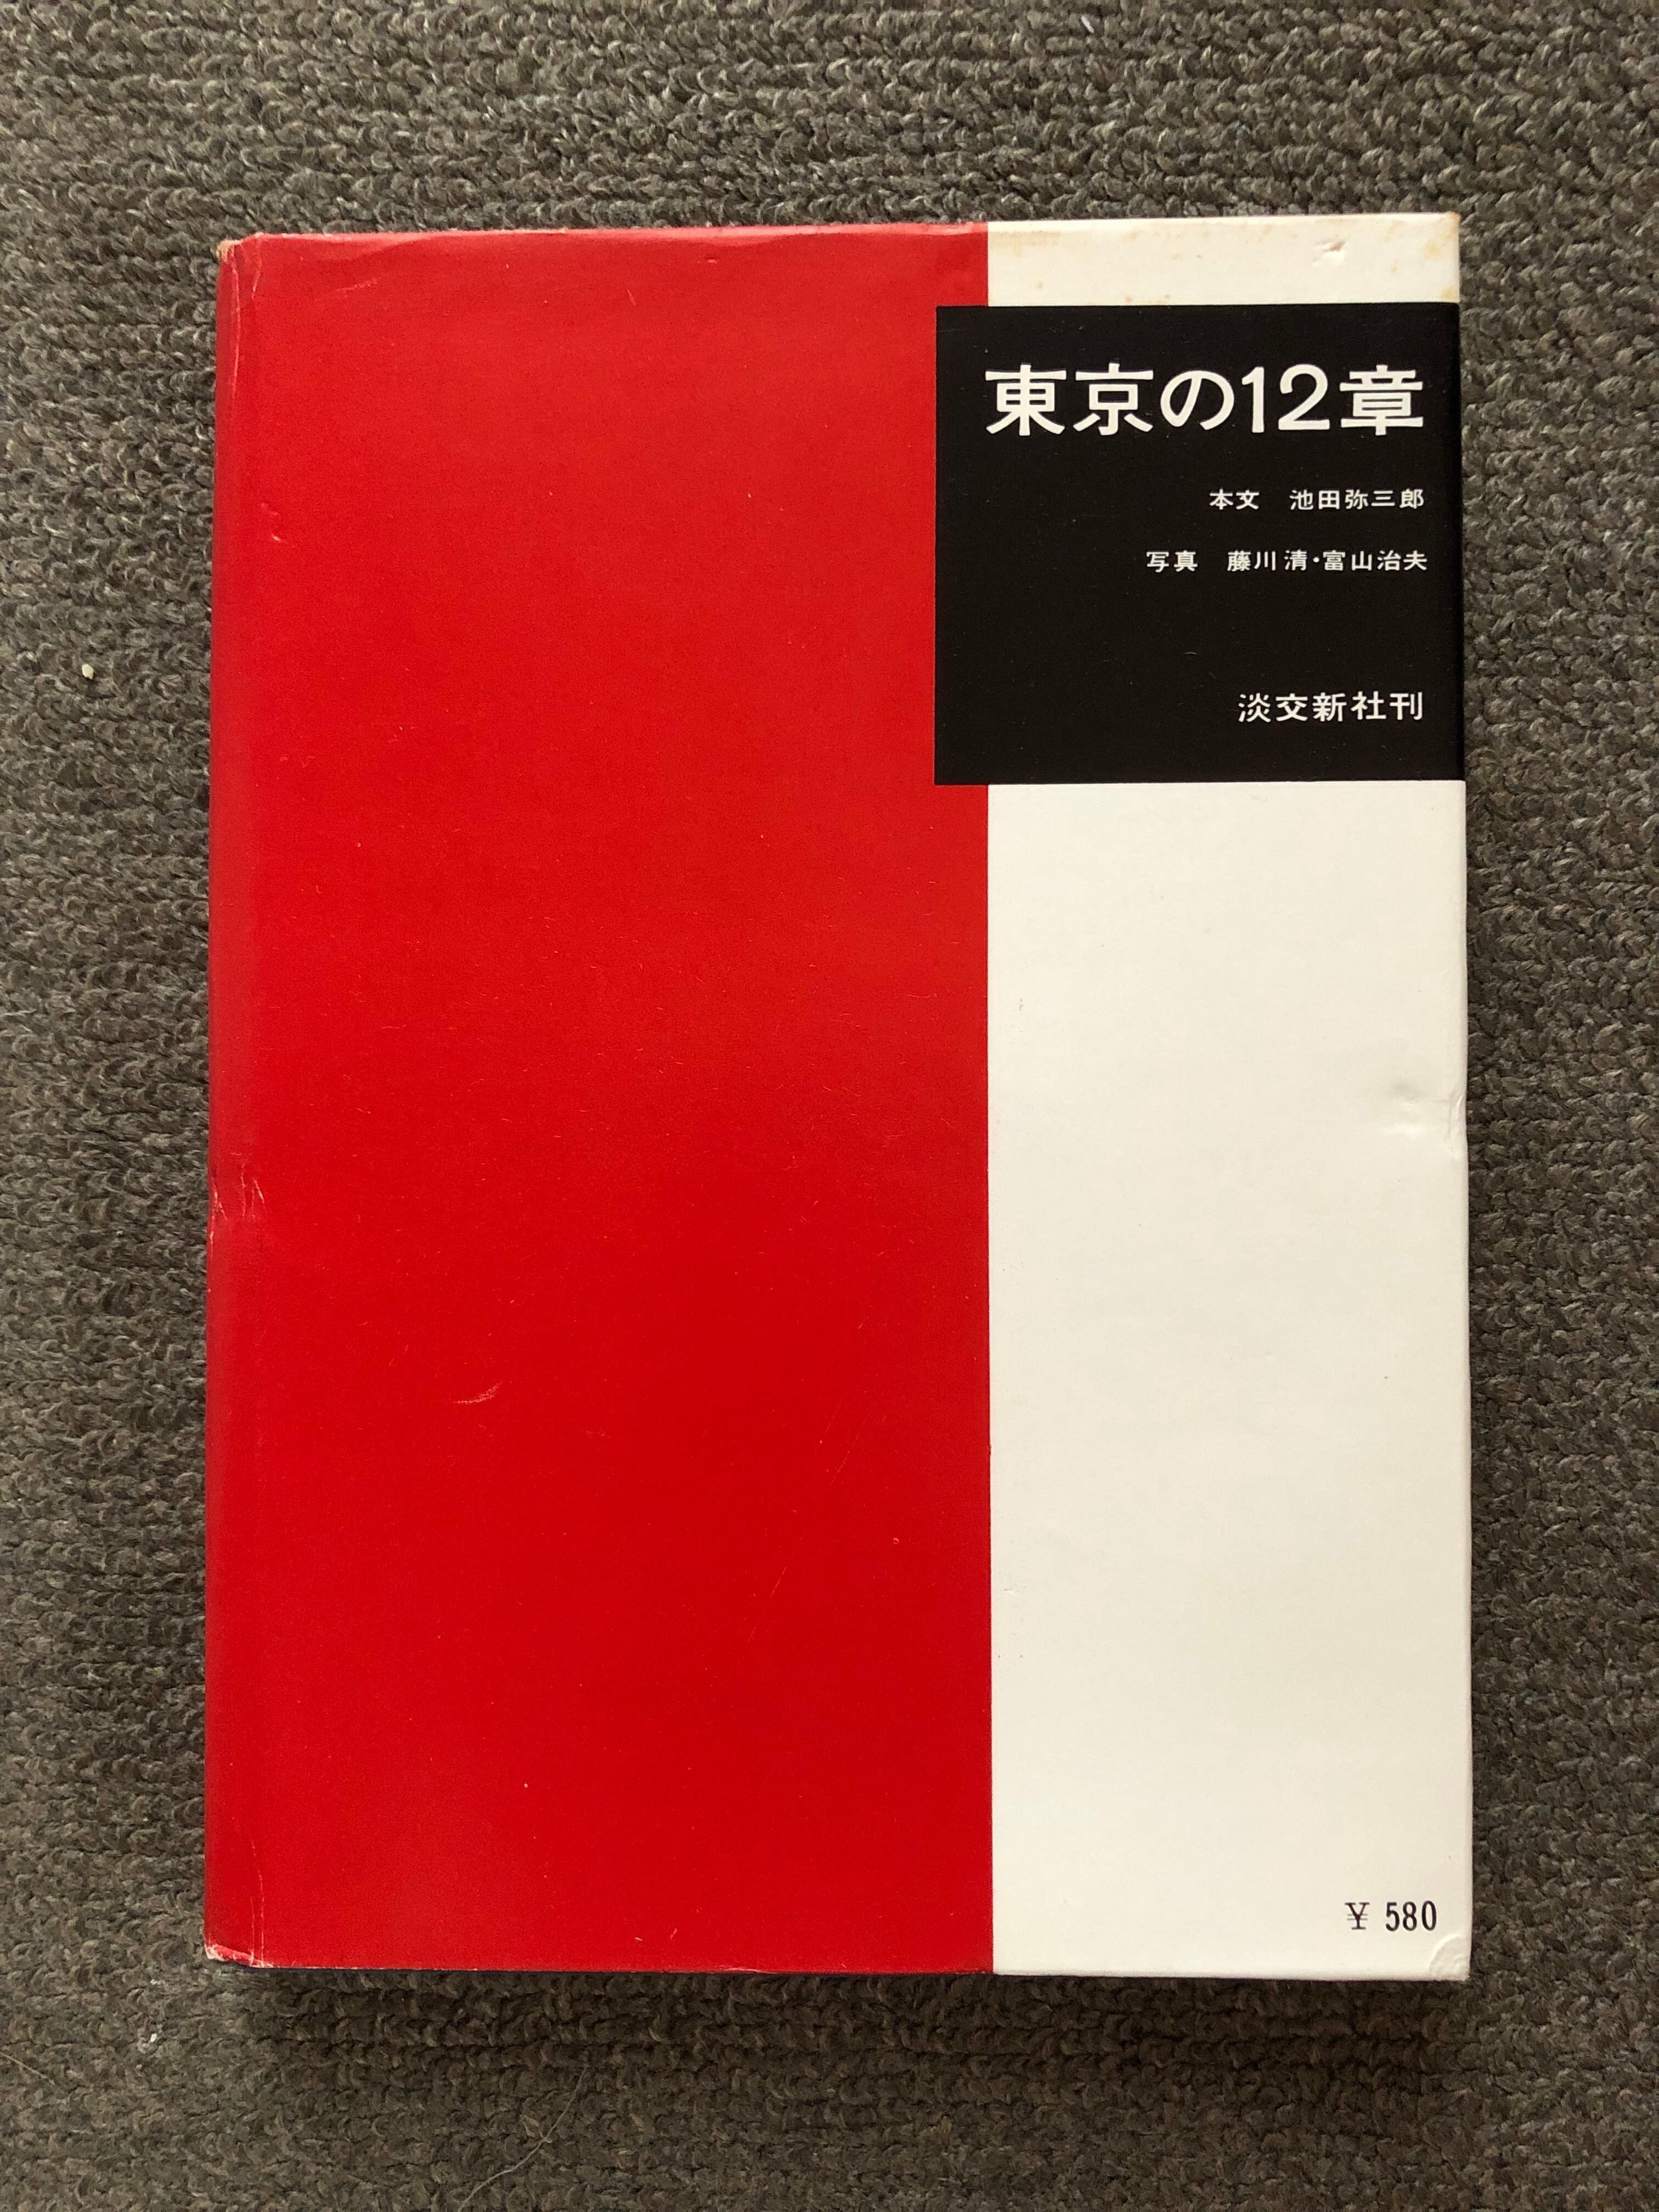 東京の12章
本文　池田弥三郎
写真　藤川清・富山治夫
淡交新社刊
¥ 580